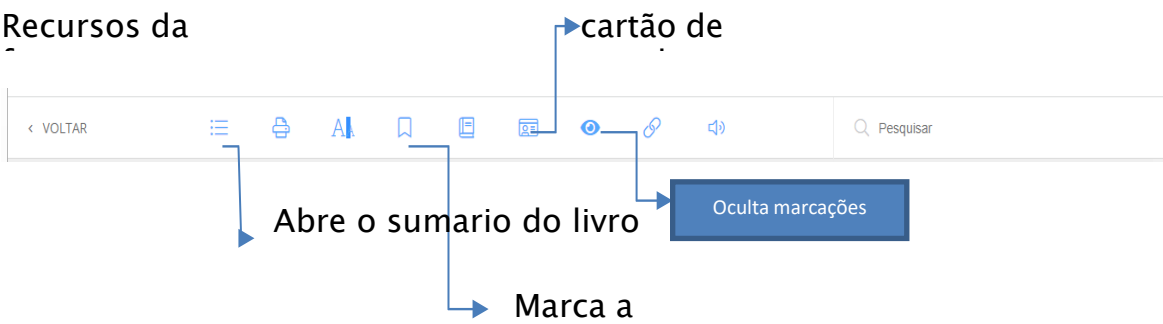 Recursos da
cartão de
‹ VOLTAR
Pesquisar
Oculta marcações
Abre o sumario do livro
Marca a